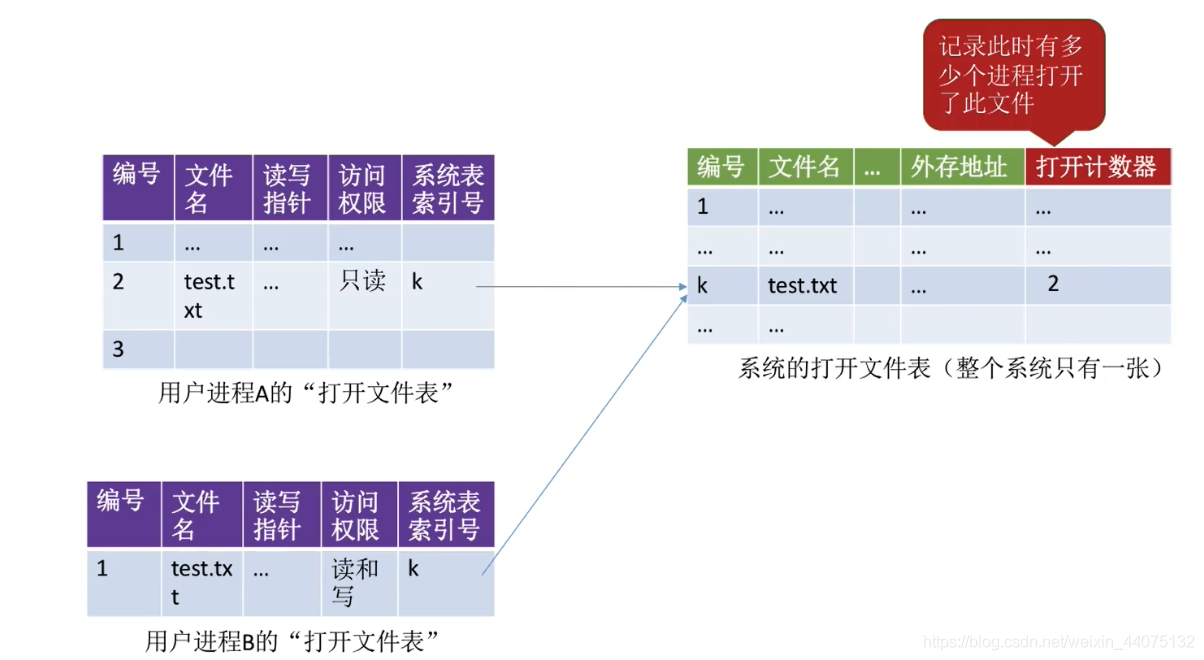 记录此时有多
少个进程打开
了此文件
编号 文件名 读写指针 访问权限 系统表索引号
1 ... ... ...
2 test.txt ... 只读 k
3
用户进程A的“打开文件表”
编号 文件名 ... 外存地址 打开计数器
1 ... ... ...
... ... ...
k test.txt ... 2
... ...
系统的打开文件表（整个系统只有一张）
编号 文件名 读写指针 访问权限 系统表索引号
1 test.txt ... 读和写 k
用户进程B的“打开文件表”
https://blog.csdn.net/weixin_44075132